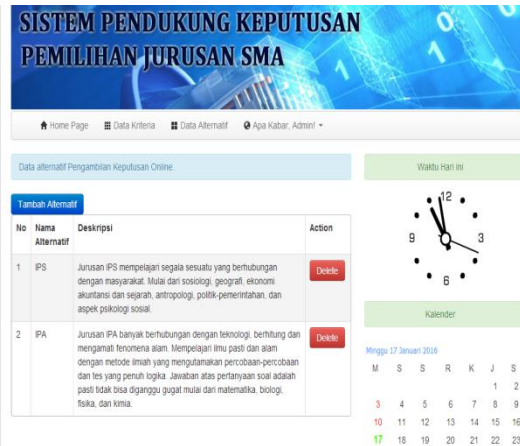 SISTEM PENDUKUNG KEPUTUSAN
PEMILIHAN JURUSAN SMA
Home Page Data Kriteria Data Alternatif Apa Kabar, Admin!
Data alternatif Pengambilan Keputusan Online.
Tambah Alternatif
No Nama Alternatif Deskripsi Action
1 IPS Jurusan IPS mempelajari segala sesuatu yang berhubungan
dengan masyarakat. Mulai dari sosiologi, geografi, ekonomi
akuntansi dan sejarah, antropologi, politik-pemerintahan, dan
aspek psikologi sosial.
Delete
2 IPA Jurusan IPA banyak berhubungan dengan teknologi, berhitung dan
mengamati fenomena alam. Mempelajari ilmu pasti dan alam
dengan metode ilmiah yang mengutamakan percobaan-percobaan
dan tes yang penuh logika. Jawaban atas pertanyaan soal adalah
pasti tidak bisa diganggu gugat mulai dari matematika, biologi,
fisika, dan kimia.
Delete
Waktu Hari ini
12
9 3
6
Kalender
Minggu 17 Januari 2016
M S S R K J S
1 2
3 4 5 6 7 8 9
10 11 12 13 14 15 16
17 18 19 20 21 22 23